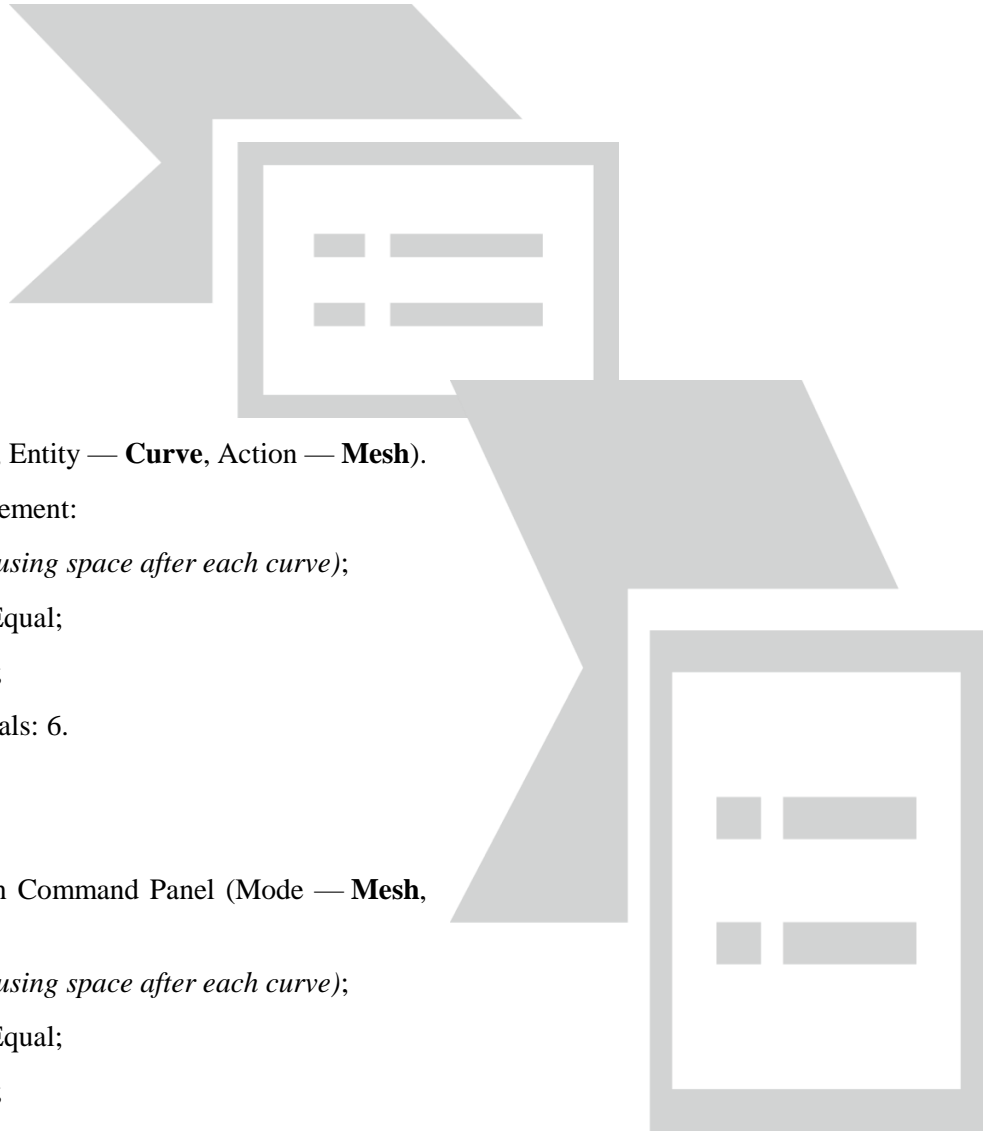 Entity — Curve, Action — Mesh).
ement:
using space after each curve);
Equal;
;
als: 6.
Command Panel (Mode — Mesh,
using space after each curve);
Equal;
;